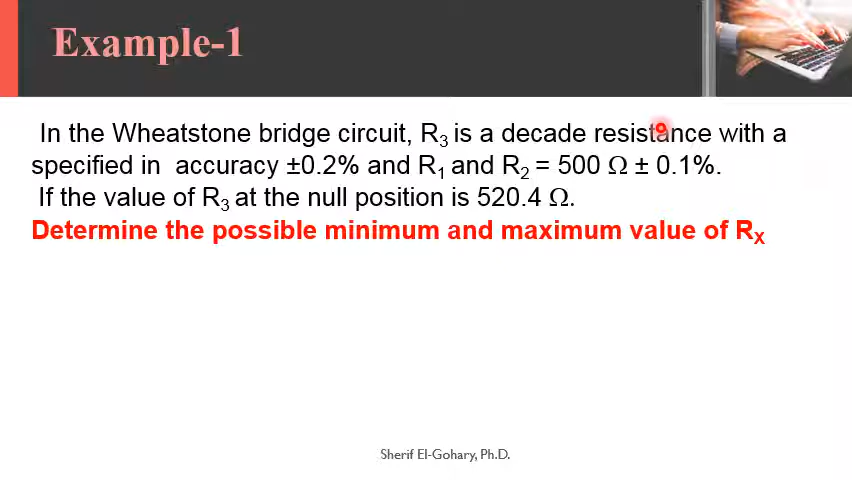 Example-1
In the Wheatstone bridge circuit, R3 is a decade resistance with a
specified in accuracy ±0.2% and R1 and R2 = 500 Ω ± 0.1%.
If the value of R3 at the null position is 520.4 Ω.
Determine the possible minimum and maximum value of RX
Sherif El-Gohary, Ph.D.